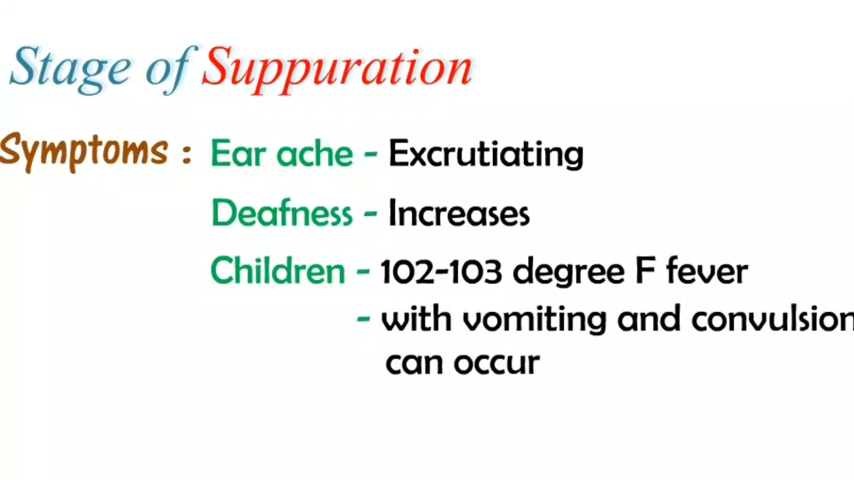 Stage of Suppuration
Symptoms : Ear ache - Excrutiating
Deafness - Increases
Children - 102-103 degree F fever
- with vomiting and convulsion
can occur